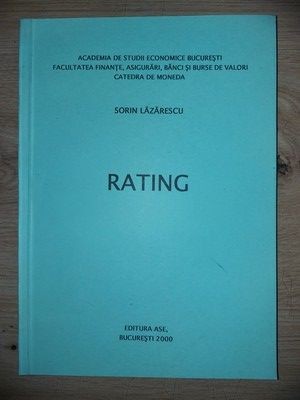 ACADEMIA DE STUDII ECONOMICE BUCUREŞTI
FACULTATEA FINANŢE, ASIGURĂRI, BĂNCI ŞI BURSE DE VALORI
CATEDRA DE MONEDA
SORIN LĂZĂRESCU
RATING
EDITURA ASE,
BUCUREŞTI 2000